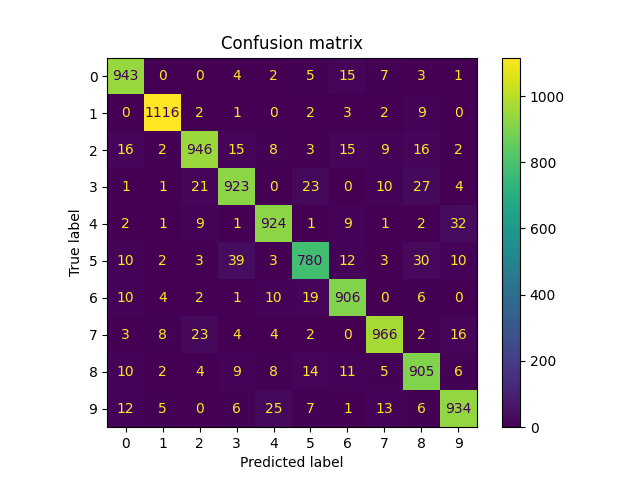 Confusion matrix
True label
0 943 0 0 4 2 5 15 7 3 1
1 0 1116 2 1 0 2 3 2 9 0
2 16 2 946 15 8 3 15 9 16 2
3 1 1 21 923 0 23 0 10 27 4
4 2 1 9 1 924 1 9 1 2 32
5 10 2 3 39 3 780 12 3 30 10
6 10 4 2 1 10 19 906 0 6 0
7 3 8 23 4 4 2 0 966 2 16
8 10 2 4 9 8 14 11 5 905 6
9 12 5 0 6 25 7 1 13 6 934
0 1 2 3 4 5 6 7 8 9
Predicted label
1000
800
600
400
200
0